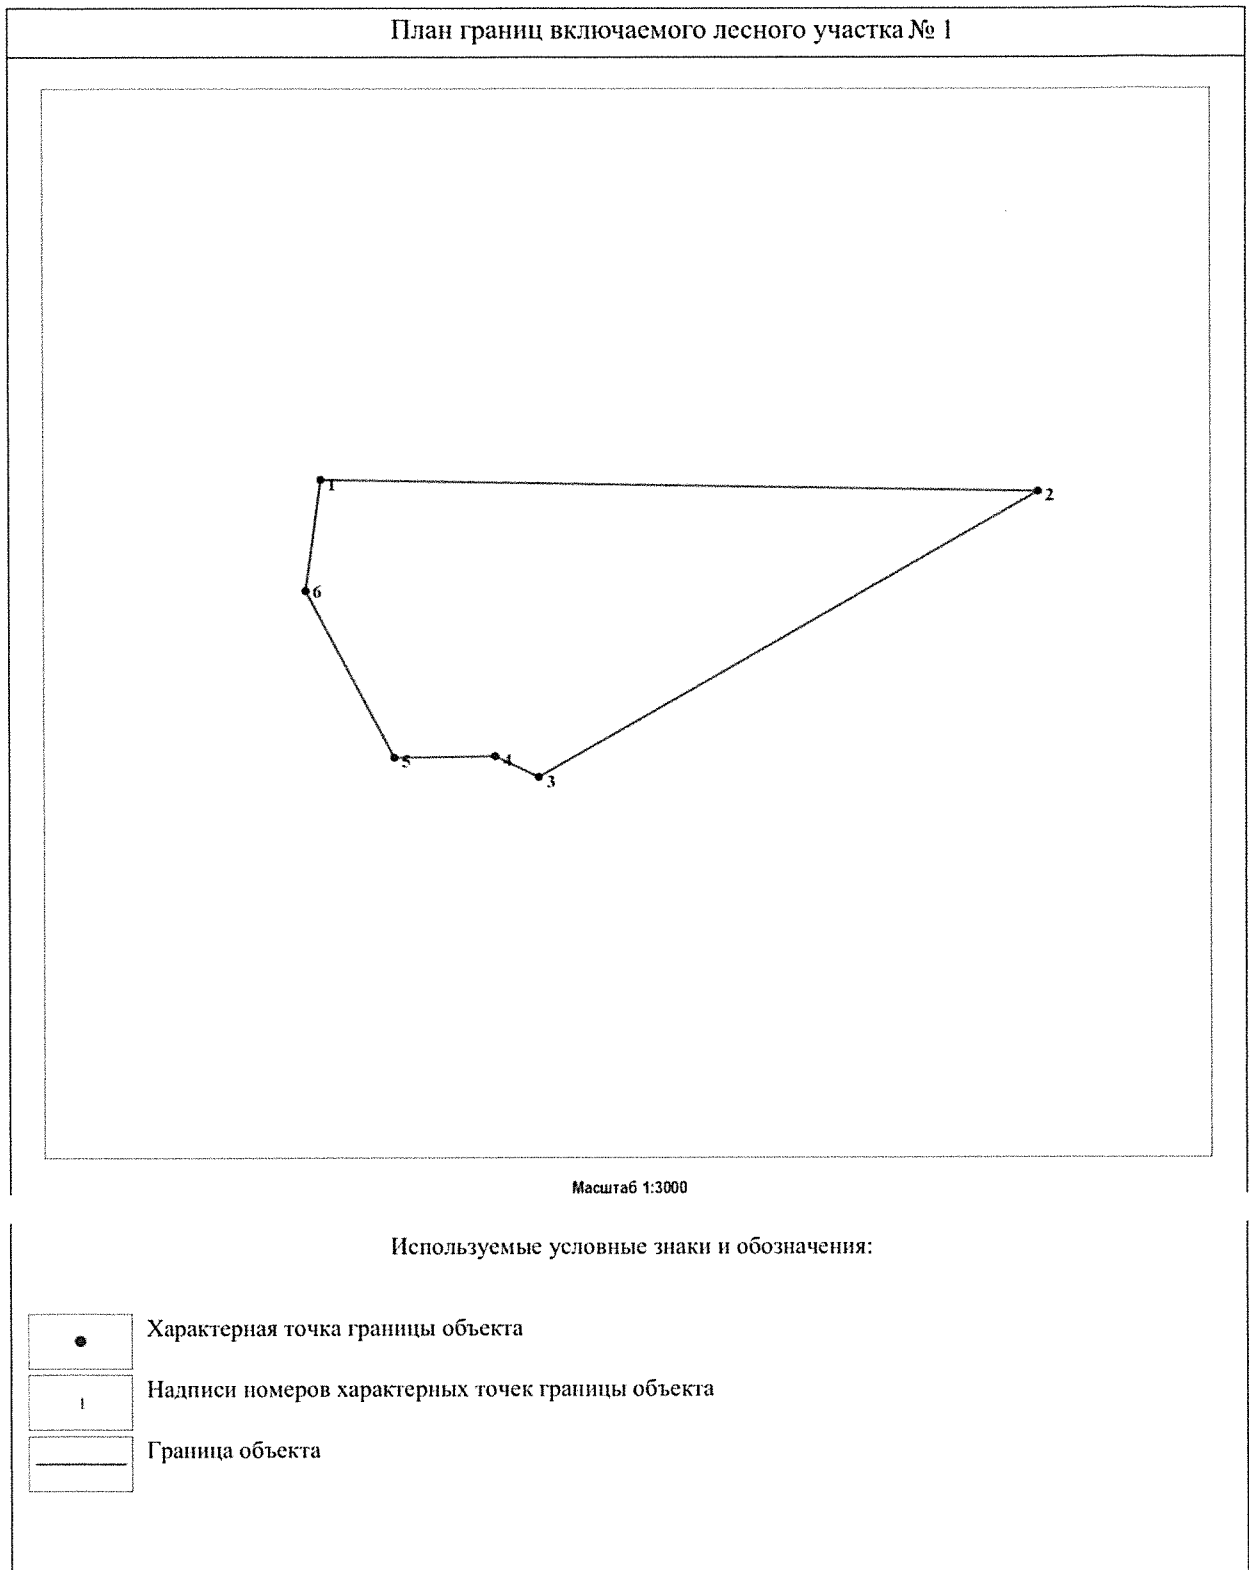 План границ включаемого лесного участка № 1
1
2
6
5
4
3
Масштаб 1:3000
Используемые условные знаки и обозначения:
Характерная точка границы объекта
1
Надписи номеров характерных точек границы объекта
Граница объекта